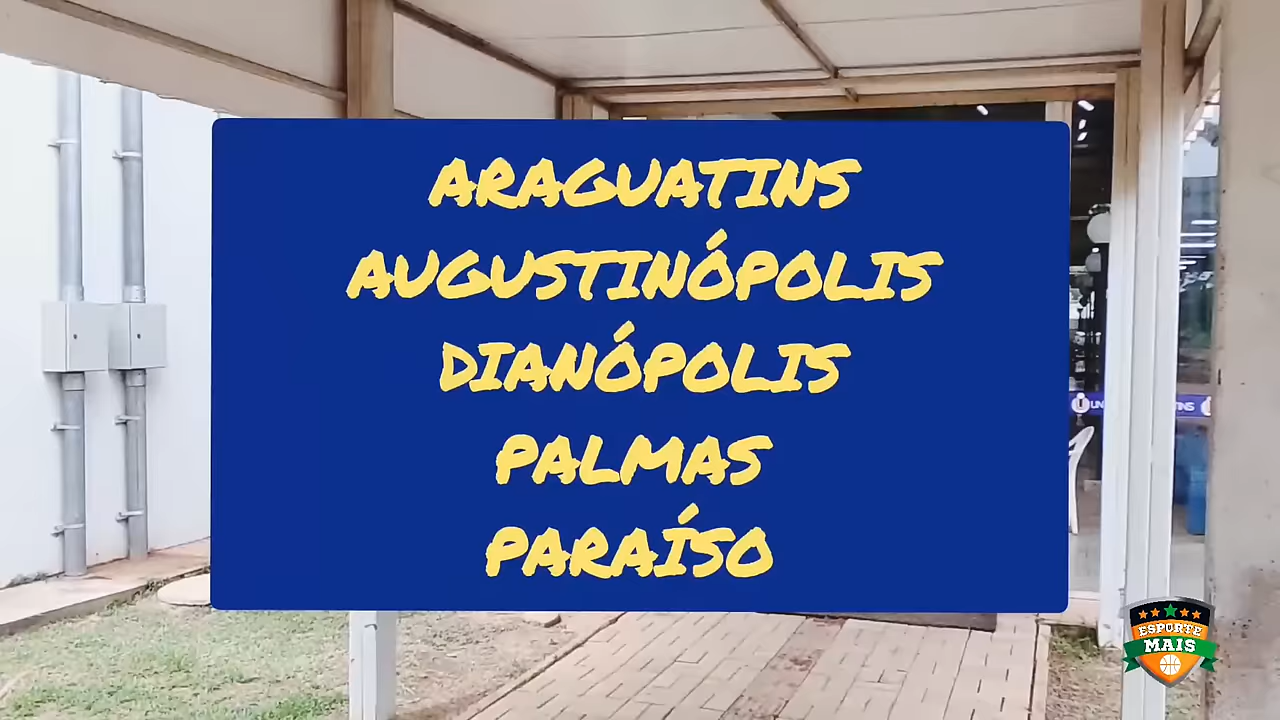 ARAGUATINS
AUGUSTINÓPOLIS
DIANÓPOLIS
PALMAS
PARAÍSO
ESPORTE
MAIS